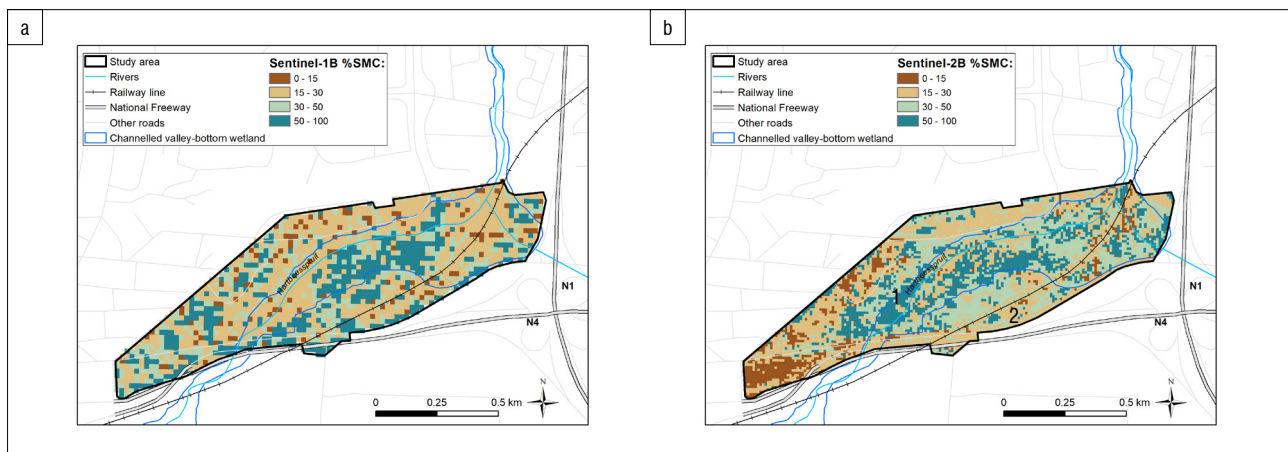 a
Study area
Rivers
Railway line
National Freeway
Other roads
Channelled valley-bottom wetland
Sentinel-1B %SMC:
0 - 15
15 - 30
30 - 50
50 - 100
Hartbeesspruit
N1
N4
N
0 0.25 0.5 km
b
Study area
Rivers
Railway line
National Freeway
Other roads
Channelled valley-bottom wetland
Sentinel-2B %SMC:
0 - 15
15 - 30
30 - 50
50 - 100
Hartbeesspruit
1
2
N1
N4
N
0 0.25 0.5 km